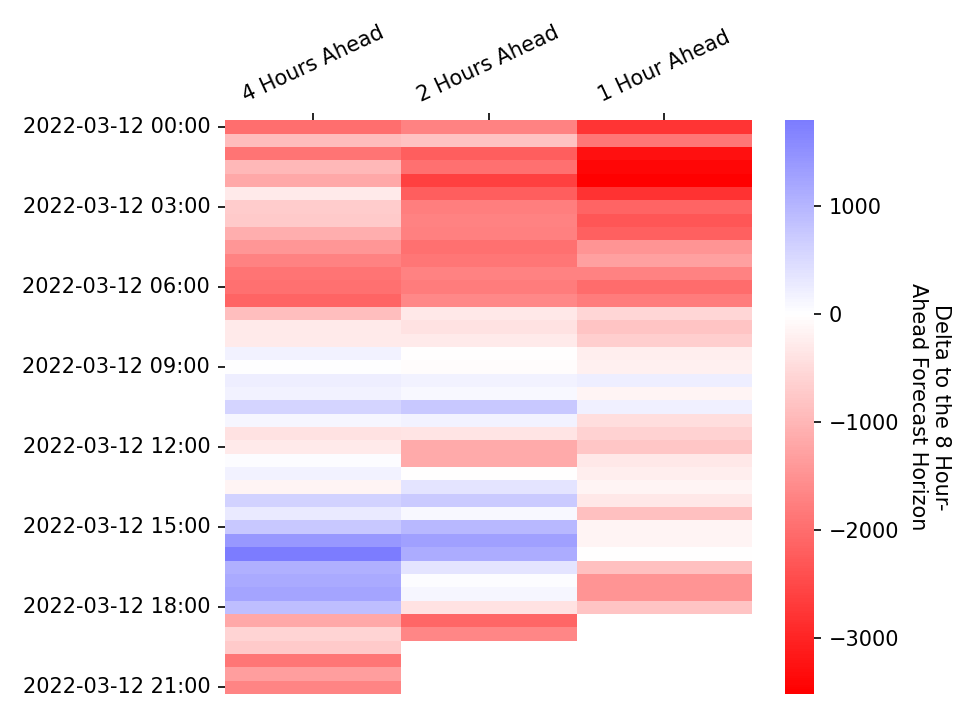 4 Hours Ahead
2 Hours Ahead
1 Hour Ahead
2022-03-12 00:00
2022-03-12 03:00
2022-03-12 06:00
2022-03-12 09:00
2022-03-12 12:00
2022-03-12 15:00
2022-03-12 18:00
2022-03-12 21:00
1000
0
−1000
−2000
−3000
Delta to the 8 Hour-
Ahead Forecast Horizon